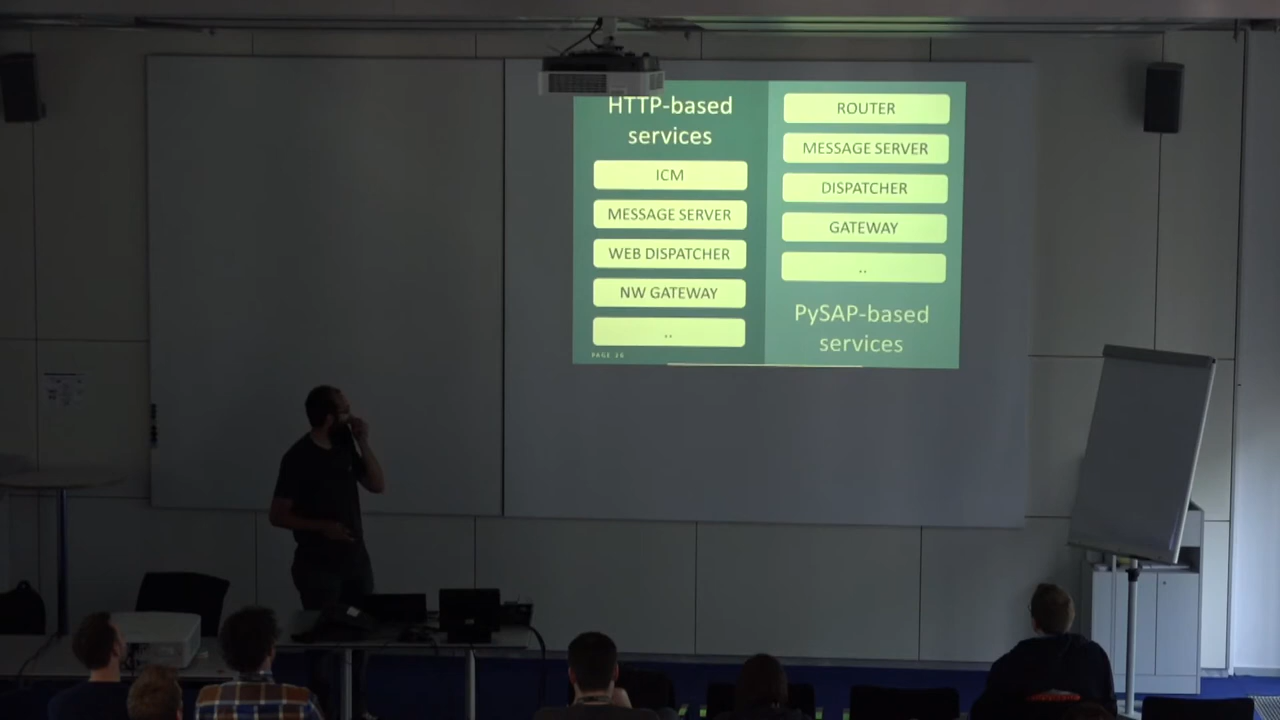 HTTP-based
services
ICM
MESSAGE SERVER
WEB DISPATCHER
NW GATEWAY
..
PAGE 26
ROUTER
MESSAGE SERVER
DISPATCHER
GATEWAY
..
PySAP-based
services